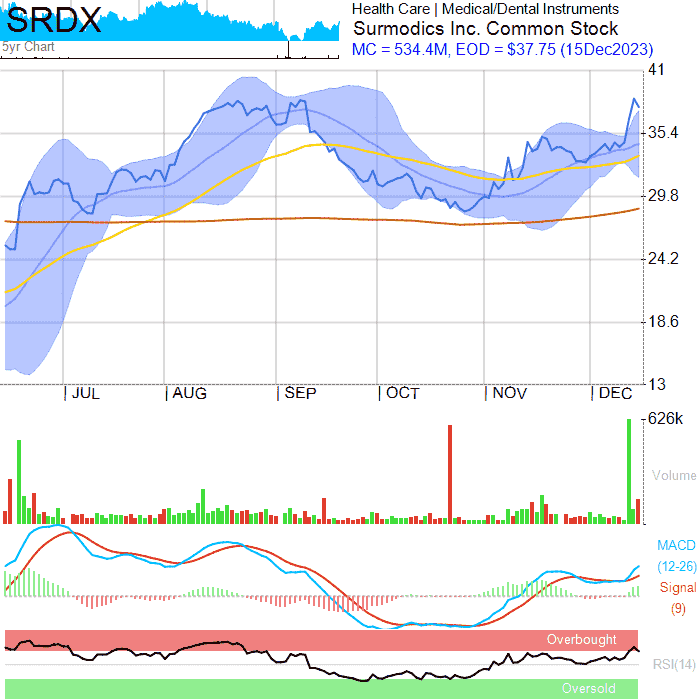 SRDX
5yr Chart
Health Care | Medical/Dental Instruments
Surmodics Inc. Common Stock
MC = 534.4M, EOD = $37.75 (15Dec2023)
41
35.4
29.8
24.2
18.6
13
JUL AUG SEP OCT NOV DEC
626k
Volume
MACD
(12-26)
Signal
(9)
Overbought
RSI(14)
Oversold